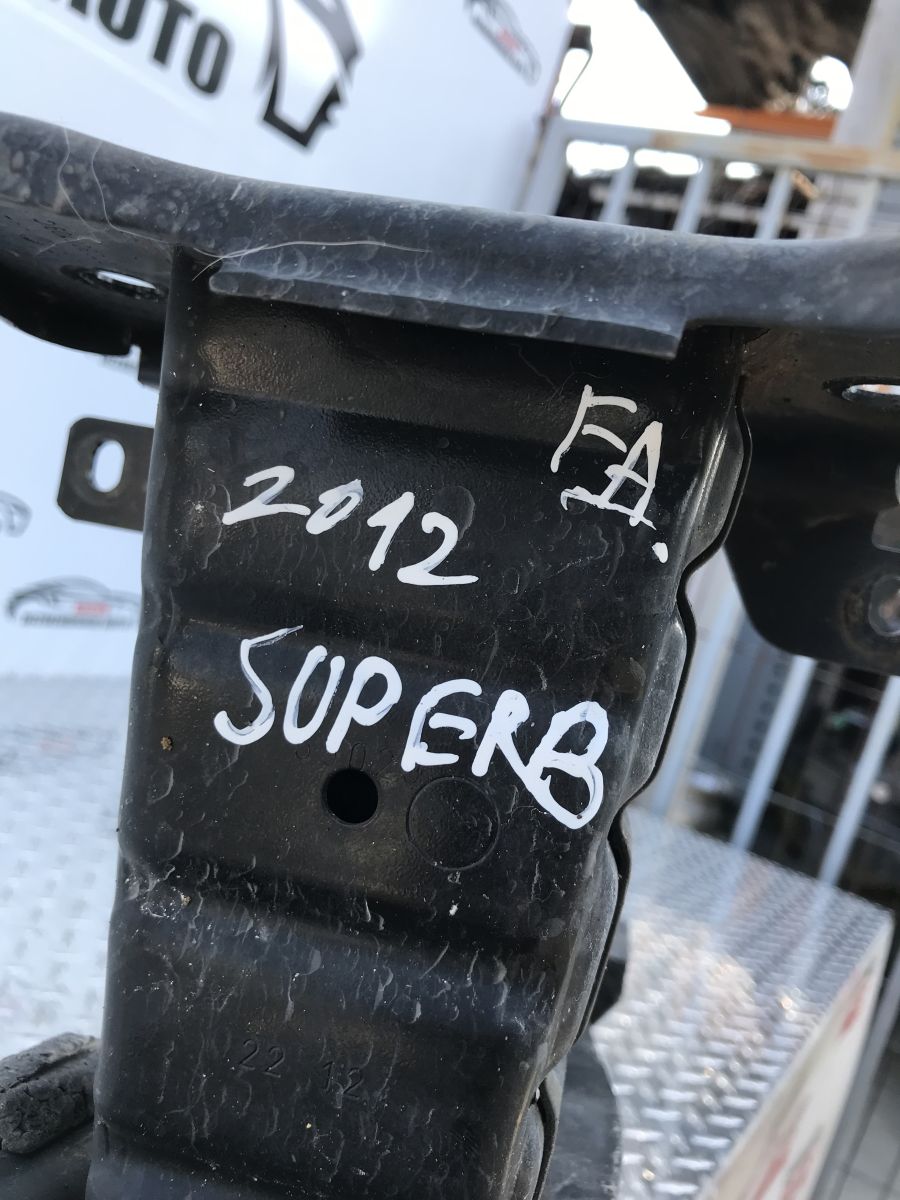 AUTO
FA.
2012
SUPERB
22 12